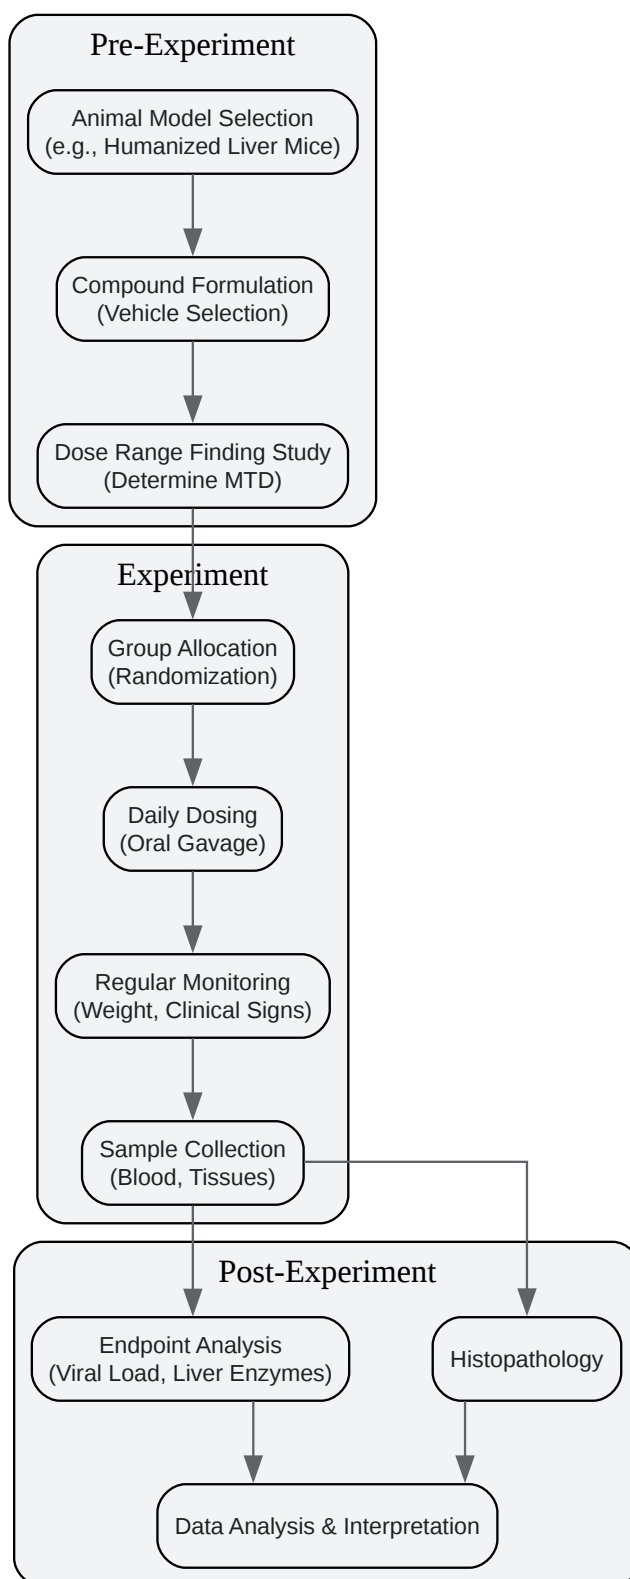 Pre-Experiment
Animal Model Selection
(e.g., Humanized Liver Mice)
Compound Formulation
(Vehicle Selection)
Dose Range Finding Study
(Determine MTD)
Experiment
Group Allocation
(Randomization)
Daily Dosing
(Oral Gavage)
Regular Monitoring
(Weight, Clinical Signs)
Sample Collection
(Blood, Tissues)
Post-Experiment
Endpoint Analysis
(Viral Load, Liver Enzymes)
Histopathology
Data Analysis & Interpretation